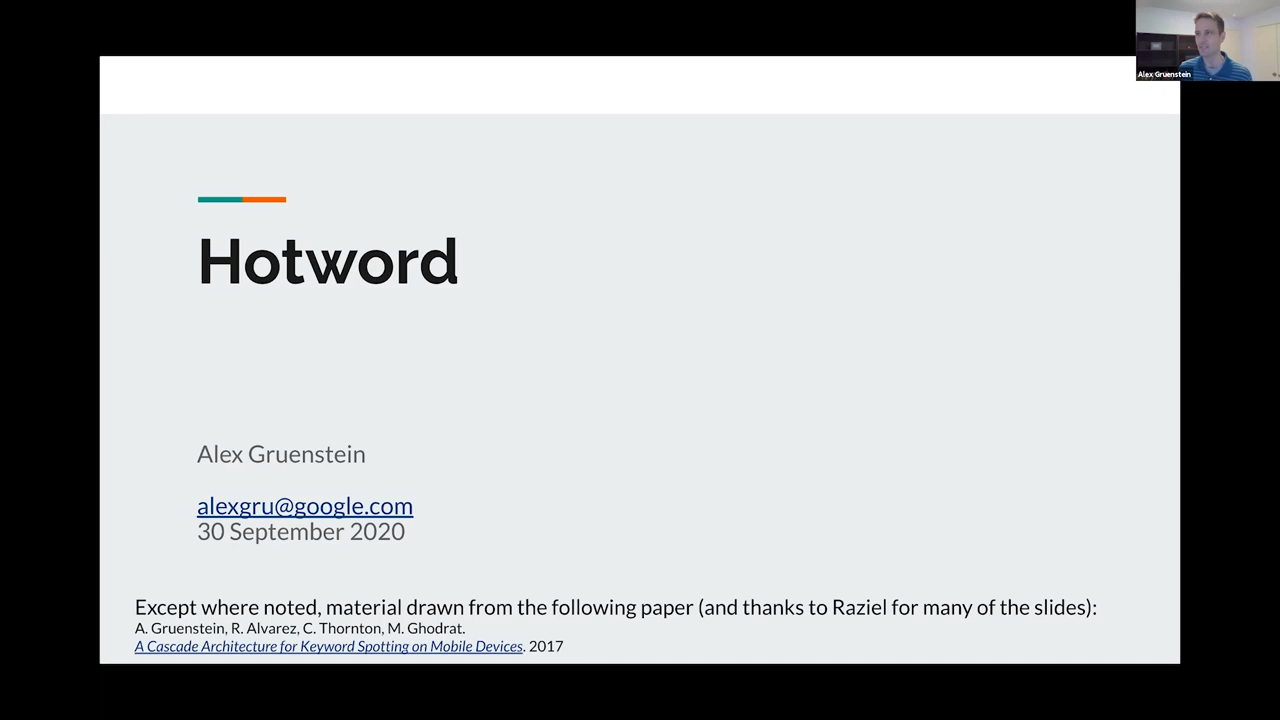 Alex Gruenstein
Hotword
Alex Gruenstein
alexgru@google.com
30 September 2020
Except where noted, material drawn from the following paper (and thanks to Raziel for many of the slides):
A. Gruenstein, R. Alvarez, C. Thornton, M. Ghodrat.
A Cascade Architecture for Keyword Spotting on Mobile Devices. 2017